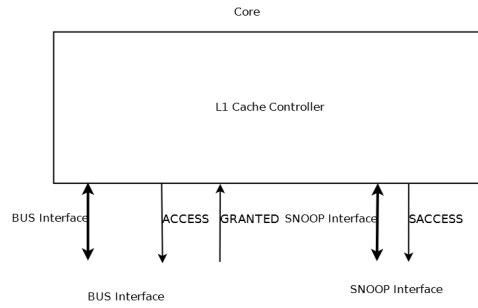 Core
L1 Cache Controller
BUS Interface
ACCESS
GRANTED
SNOOP Interface
SACCESS
BUS Interface
SNOOP Interface